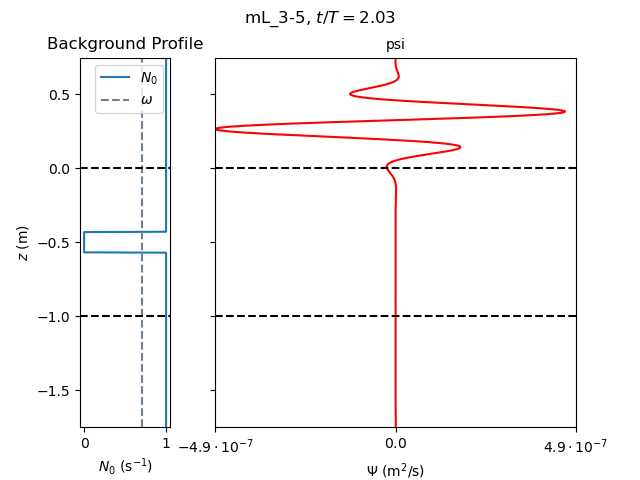 mL_3-5, t/T = 2.03
Background Profile
psi
N₀
ω
0.5
0.0
−0.5
−1.0
−1.5
z (m)
0 1
−4.9 · 10⁻⁷ 0.0 4.9 · 10⁻⁷
N₀ (s⁻¹)
Ψ (m²/s)